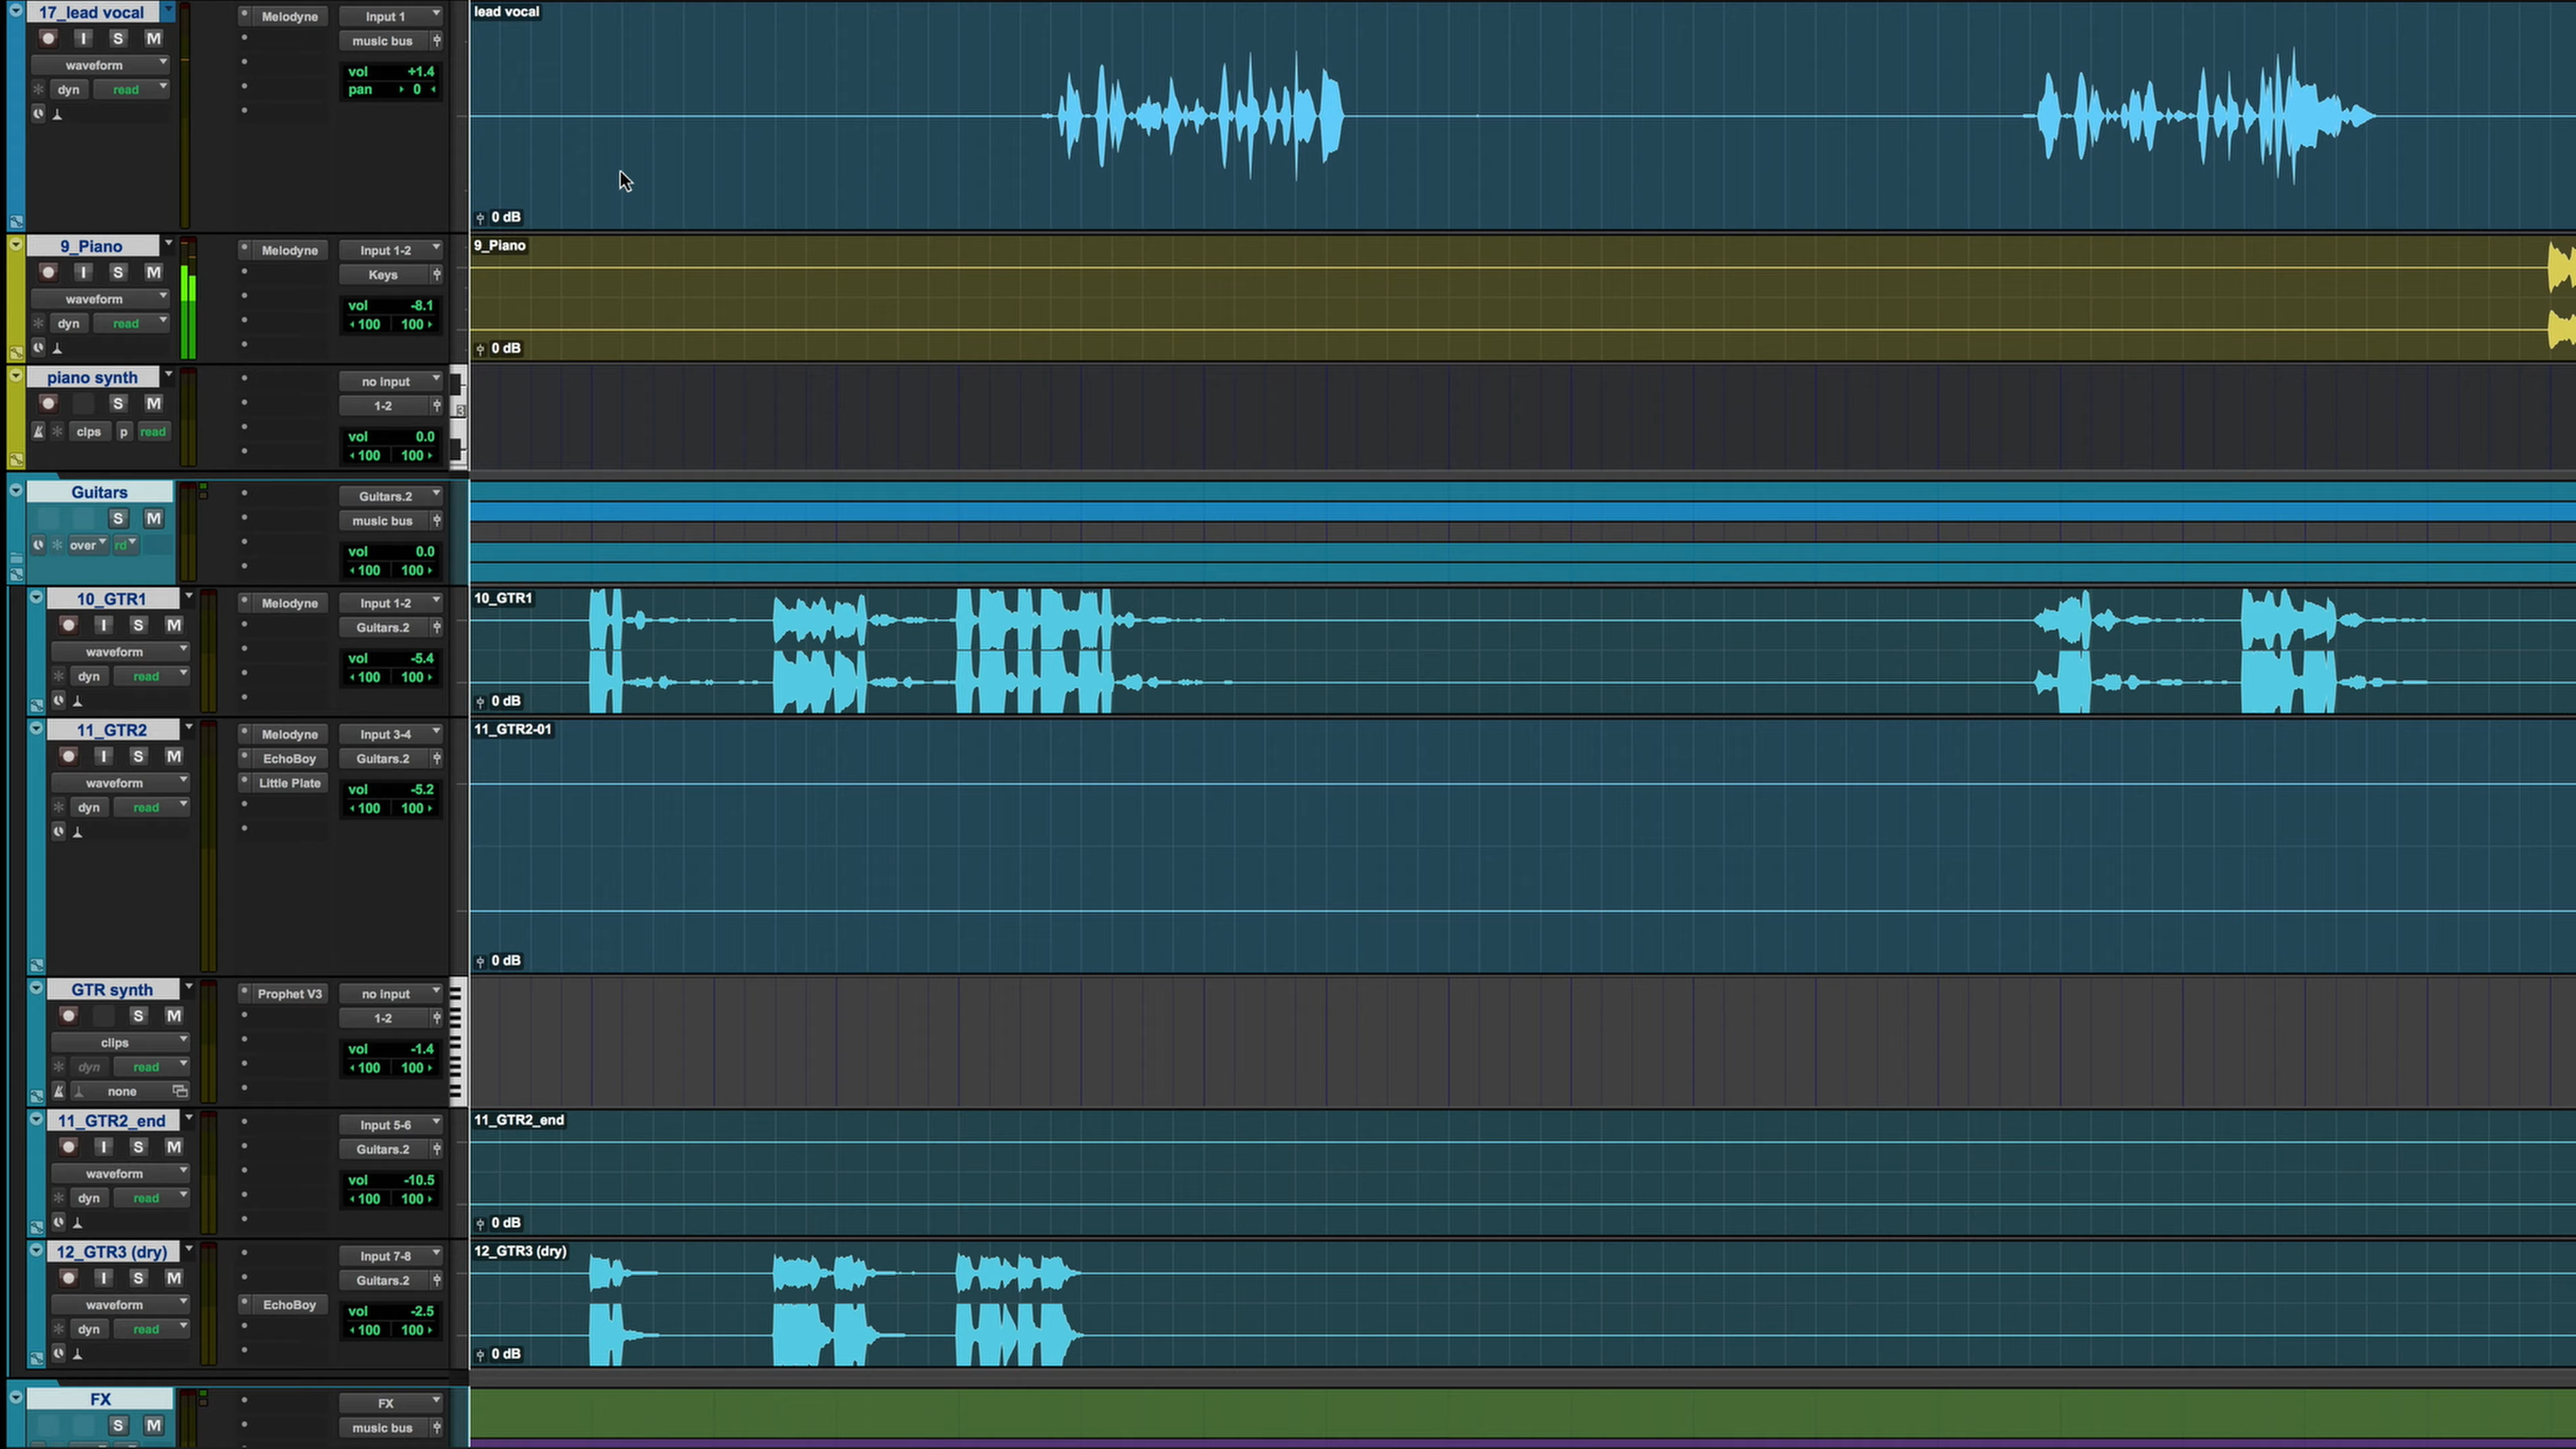 17_lead vocal
Melodyne
Input 1
lead vocal
I S M
music bus
waveform
vol +1.4
dyn read
pan 0
0 dB
9_Piano
Melodyne
Input 1-2
9_Piano
I S M
Keys
waveform
vol -8.1
dyn read
100 100
0 dB
piano synth
no input
S M
1-2
3
clps p read
vol 0.0
100 100
Guitars
Guitars.2
S M
music bus
over rd
vol 0.0
100 100
10_GTR1
Melodyne
Input 1-2
10_GTR1
I S M
Guitars.2
waveform
vol -5.4
dyn read
100 100
0 dB
11_GTR2
Melodyne
Input 3-4
11_GTR2-01
I S M
EchoBoy
Guitars.2
waveform
Little Plate
vol -5.2
dyn read
100 100
0 dB
GTR synth
Prophet V3
no input
S M
1-2
clips
vol -1.4
dyn read
100 100
none
11_GTR2_end
Input 5-6
11_GTR2_end
I S M
Guitars.2
waveform
vol -10.5
dyn read
100 100
0 dB
12_GTR3 (dry)
Input 7-8
12_GTR3 (dry)
I S M
Guitars.2
waveform
EchoBoy
vol -2.5
dyn read
100 100
0 dB
FX
FX
S M
music bus